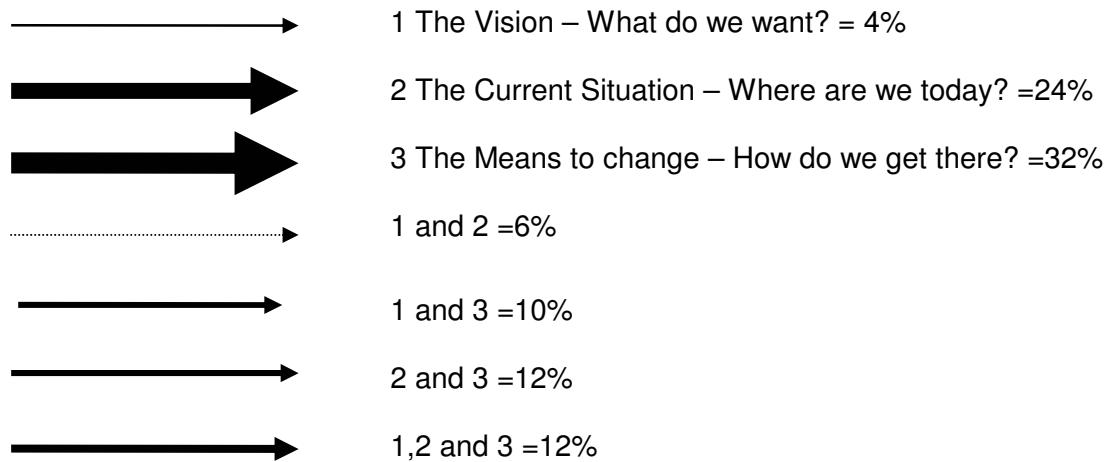 1 The Vision – What do we want? = 4%
2 The Current Situation – Where are we today? =24%
3 The Means to change – How do we get there? =32%
1 and 2 =6%
1 and 3 =10%
2 and 3 =12%
1,2 and 3 =12%